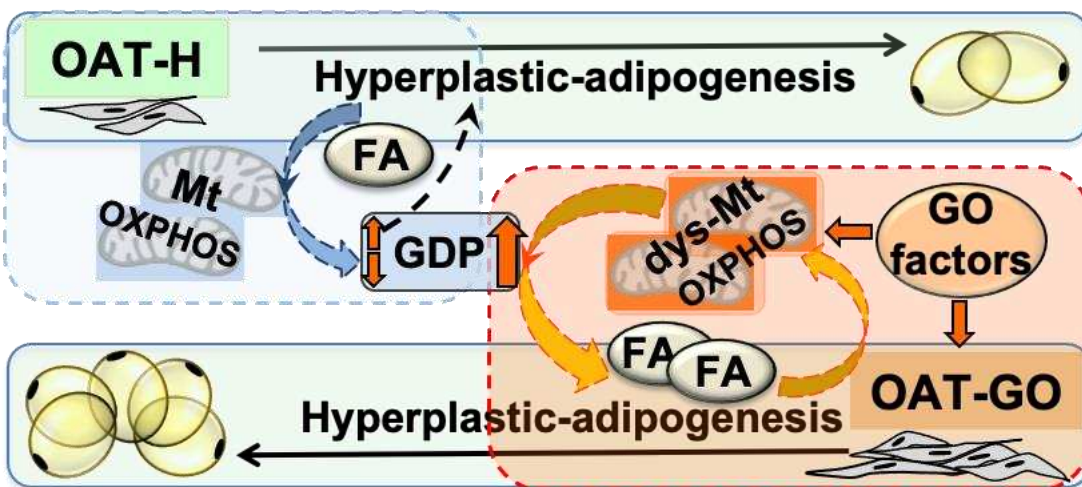 OAT-H
Hyperplastic-adipogenesis
FA
Mt
OXPHOS
GDP
dys-Mt
OXPHOS
GO
factors
FA
FA
OAT-GO
Hyperplastic-adipogenesis